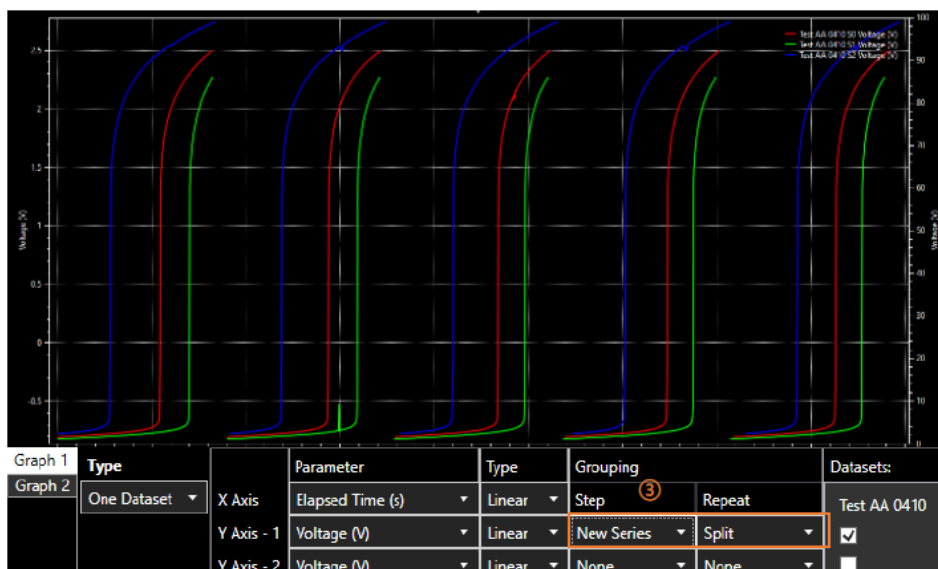 100
Test AA 0410 S0 Voltage (V)
Test AA 0410 S1 Voltage (V)
Test AA 0410 S2 Voltage (V)
2.5
90
2
80
70
1.5
60
1
50
0.5
40
30
0
20
-0.5
10
0
Voltage (V)
Voltage (V)
Graph 1
Graph 2
Type
One Dataset
Parameter Type Grouping Datasets:
X Axis Elapsed Time (s) Linear Step ③ Repeat Test AA 0410
Y Axis - 1 Voltage (V) Linear New Series Split
Y Axis - 2 Voltage (V) Linear None None